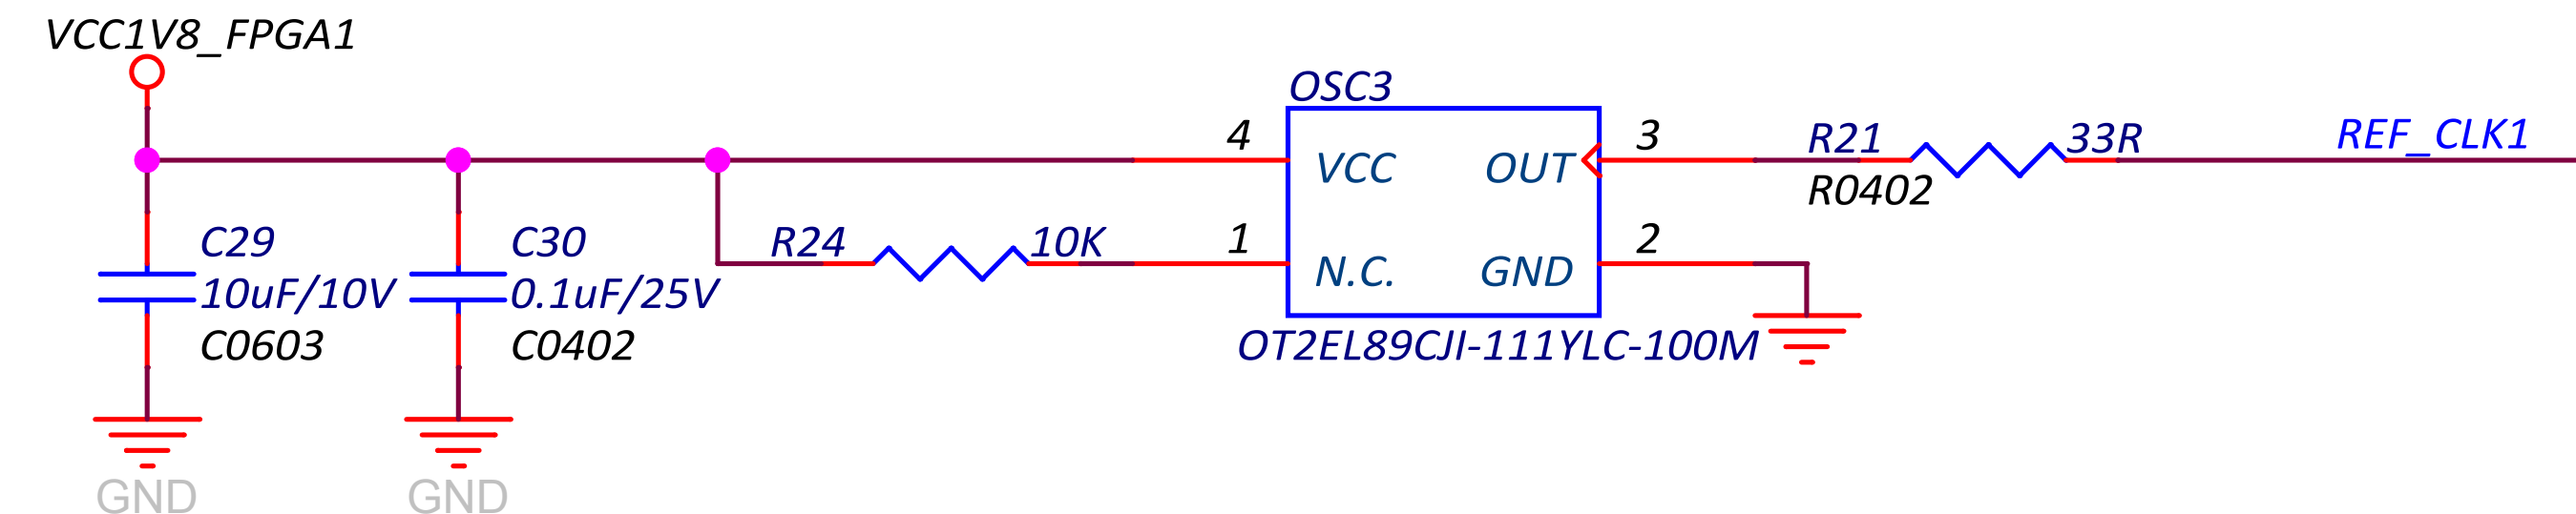 VCC1V8_FPGA1
OSC3
4
VCC
OUT
3
R21
33R
REF_CLK1
R0402
C29
10uF/10V
C0603
C30
0.1uF/25V
C0402
R24
10K
1
N.C.
GND
2
OT2EL89CJI-111YLC-100M
GND
GND